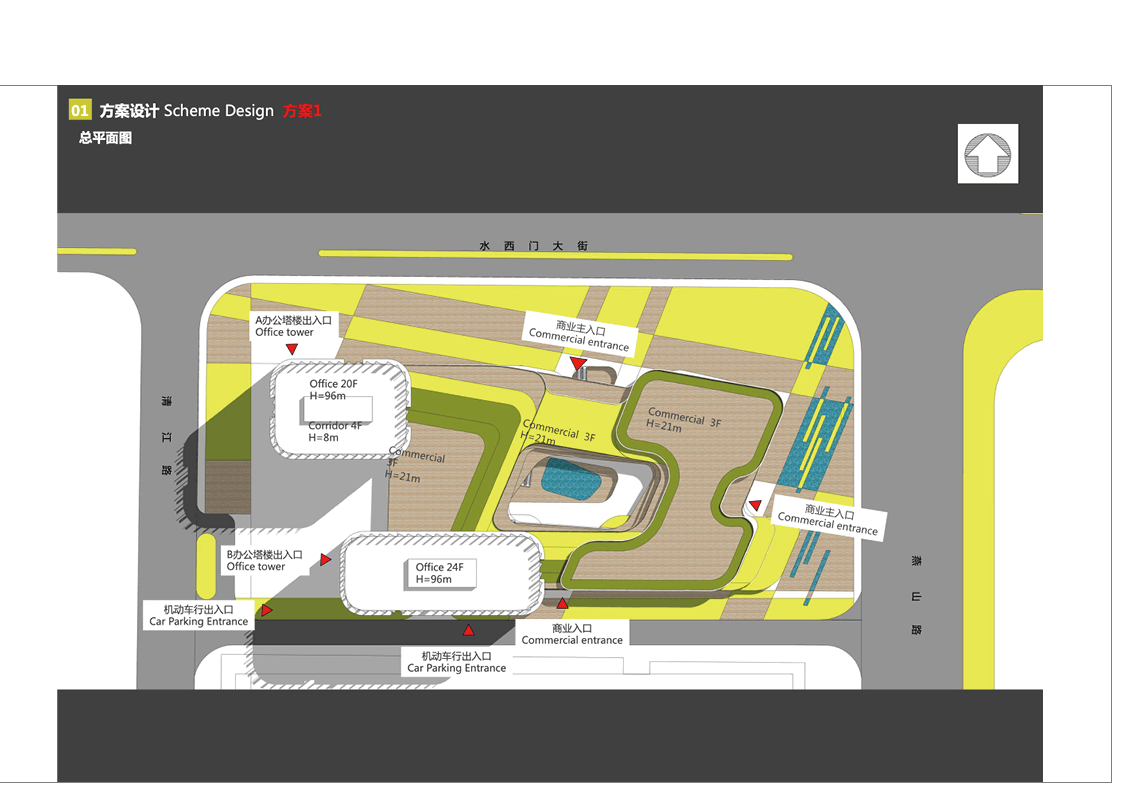 01 方案设计 Scheme Design 方案1
总平面图
水西门大街
A办公塔楼出入口
Office tower
商业主入口
Commercial entrance
Office 20F
H=96m
Corridor 4F
H=8m
Commercial 3F
H=21m
Commercial 3F
H=21m
Commercial
3F
H=21m
清江路
商业主入口
Commercial entrance
B办公塔楼出入口
Office tower
Office 24F
H=96m
燕山路
机动车行出入口
Car Parking Entrance
商业入口
Commercial entrance
机动车行出入口
Car Parking Entrance